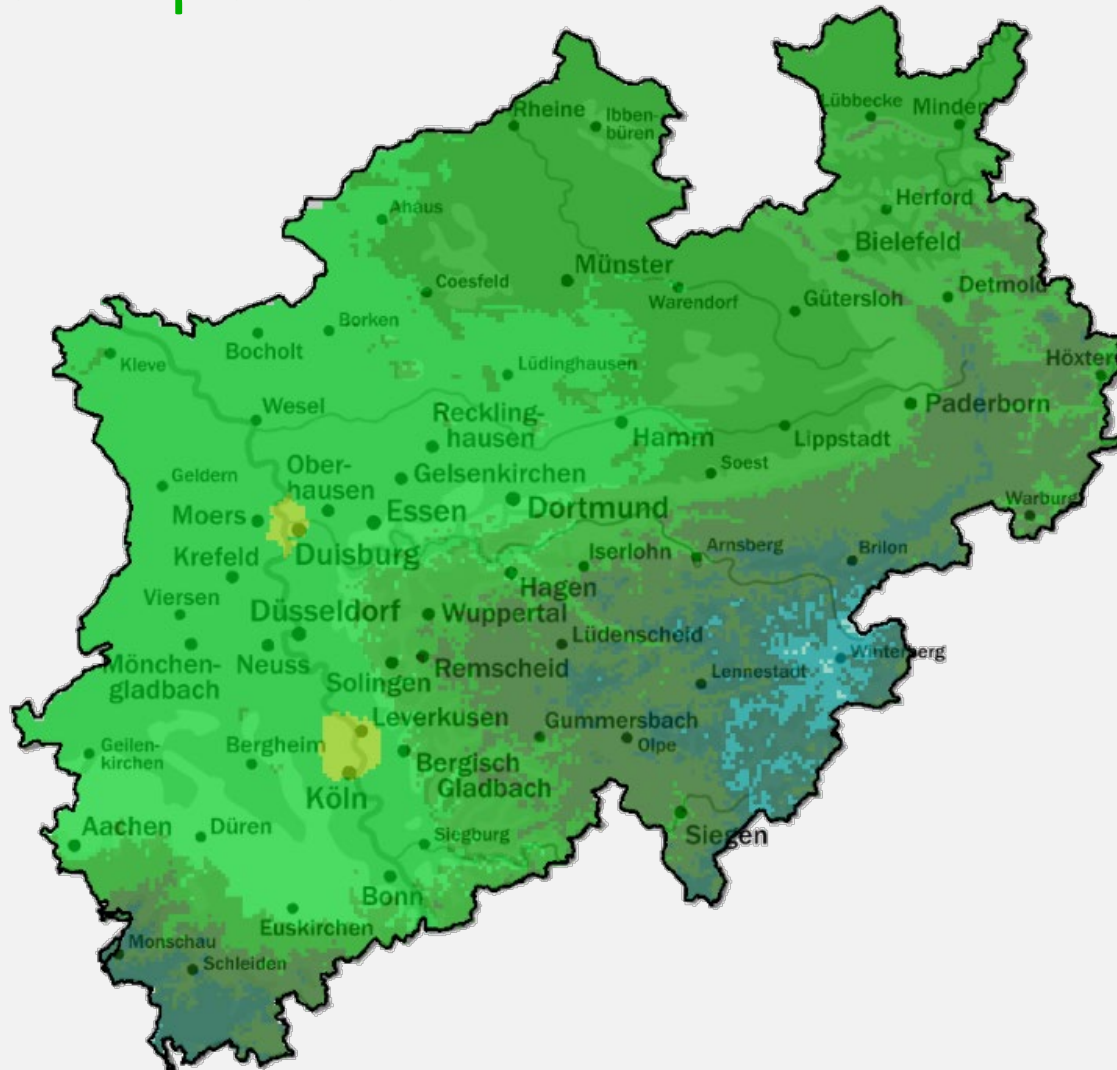 Rheine
Ibben-
büren
Lübbecke
Minden
Ahaus
Herford
Bielefeld
Münster
Coesfeld
Warendorf
Gütersloh
Detmold
Borken
Bocholt
Kleve
Lüdinghausen
Höxter
Wesel
Reckling-
hausen
Hamm
Lippstadt
Paderborn
Geldern
Ober-
hausen
Gelsenkirchen
Soest
Moers
Essen
Dortmund
Warburg
Krefeld
Duisburg
Iserlohn
Arnsberg
Brilon
Hagen
Viersen
Düsseldorf
Wuppertal
Lüdenscheid
Winterberg
Mönchen-
gladbach
Neuss
Solingen
Remscheid
Lennestadt
Leverkusen
Gummersbach
Olpe
Geilen-
kirchen
Bergheim
Bergisch
Gladbach
Köln
Aachen
Düren
Siegburg
Siegen
Bonn
Euskirchen
Monschau
Schleiden